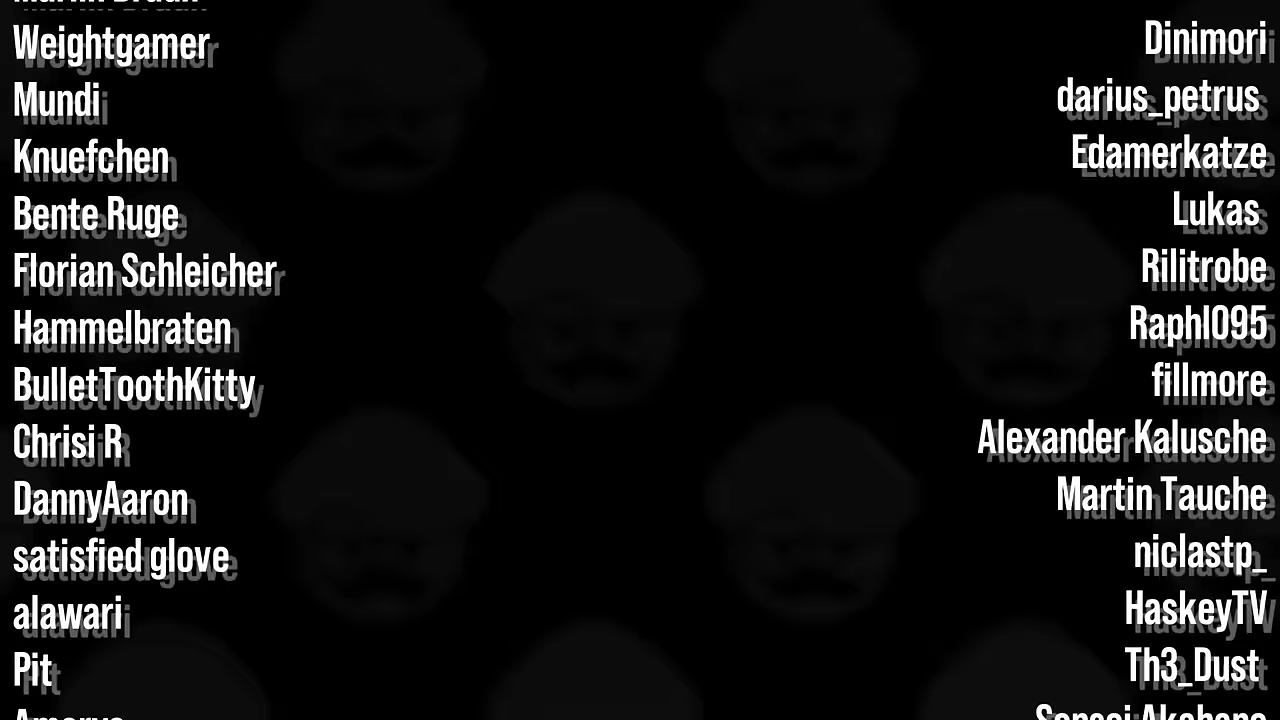 Weightgamer
Mundi
Knuefchen
Bente Ruge
Florian Schleicher
Hammelbraten
BulletToothKitty
Chrisi R
DannyAaron
satisfied glove
alawari
Pit
Dinimori
darius_petrus
Edamerkatze
Lukas
Rilitrobe
Raphl095
fillmore
Alexander Kalusche
Martin Tauche
niclastp_
HaskeyTV
Th3_Dust